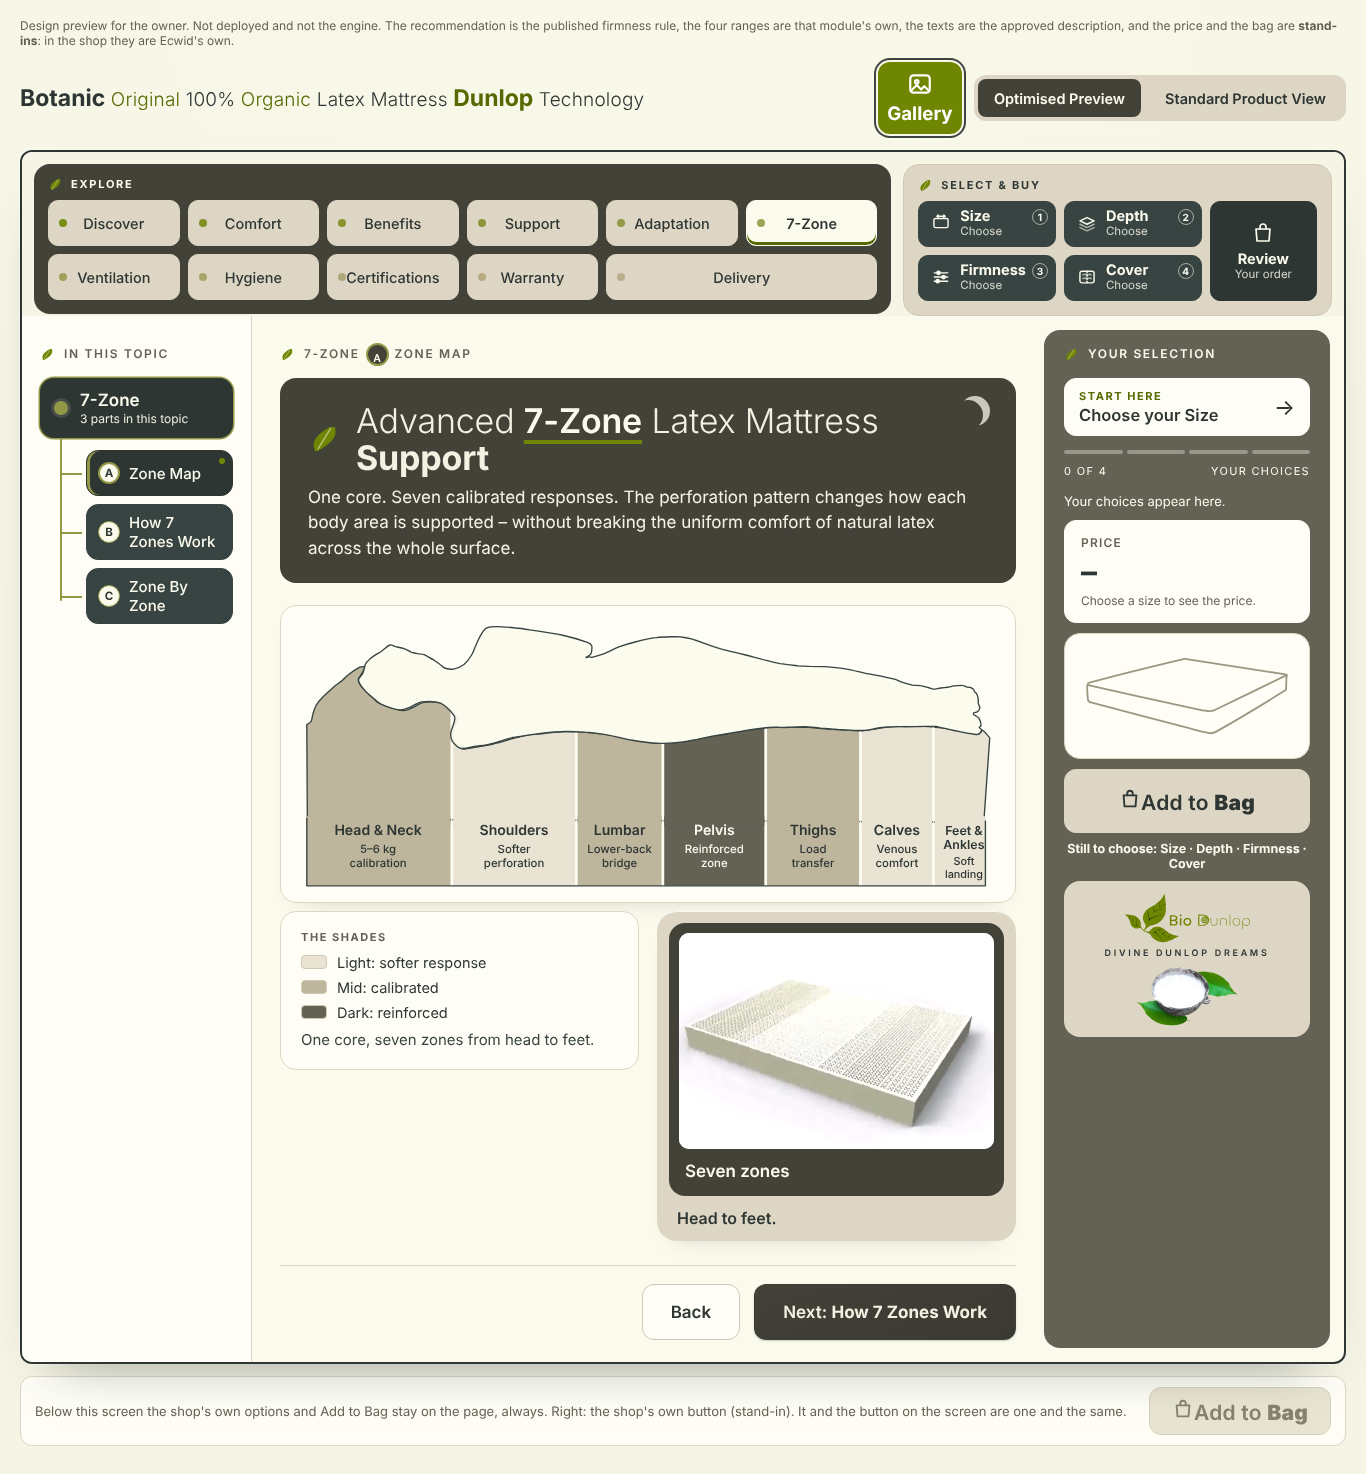 Design preview for the owner. Not deployed and not the engine. The recommendation is the published firmness rule, the four ranges are that module's own, the texts are the approved description, and the price and the bag are stand-
ins: in the shop they are Ecwid's own.
Botanic Original 100% Organic Latex Mattress Dunlop Technology
Gallery
Optimised Preview
Standard Product View
EXPLORE
Discover
Comfort
Benefits
Support
Adaptation
7-Zone
Ventilation
Hygiene
Certifications
Warranty
Delivery
SELECT & BUY
Size
Choose
1
Depth
Choose
2
Firmness
Choose
3
Cover
Choose
4
Review
Your order
IN THIS TOPIC
7-Zone
3 parts in this topic
A
Zone Map
B
How 7
Zones Work
C
Zone By
Zone
7-ZONE A ZONE MAP
Advanced 7-Zone Latex Mattress
Support
One core. Seven calibrated responses. The perforation pattern changes how each
body area is supported – without breaking the uniform comfort of natural latex
across the whole surface.
Head & Neck
5–6 kg
calibration
Shoulders
Softer
perforation
Lumbar
Lower-back
bridge
Pelvis
Reinforced
zone
Thighs
Load
transfer
Calves
Venous
comfort
Feet &
Ankles
Soft
landing
THE SHADES
Light: softer response
Mid: calibrated
Dark: reinforced
One core, seven zones from head to feet.
Seven zones
Head to feet.
Back
Next: How 7 Zones Work
YOUR SELECTION
START HERE
Choose your Size
0 OF 4
YOUR CHOICES
Your choices appear here.
PRICE
–
Choose a size to see the price.
Add to Bag
Still to choose: Size · Depth · Firmness ·
Cover
Bio Dunlop
DIVINE DUNLOP DREAMS
Below this screen the shop's own options and Add to Bag stay on the page, always. Right: the shop's own button (stand-in). It and the button on the screen are one and the same.
Add to Bag